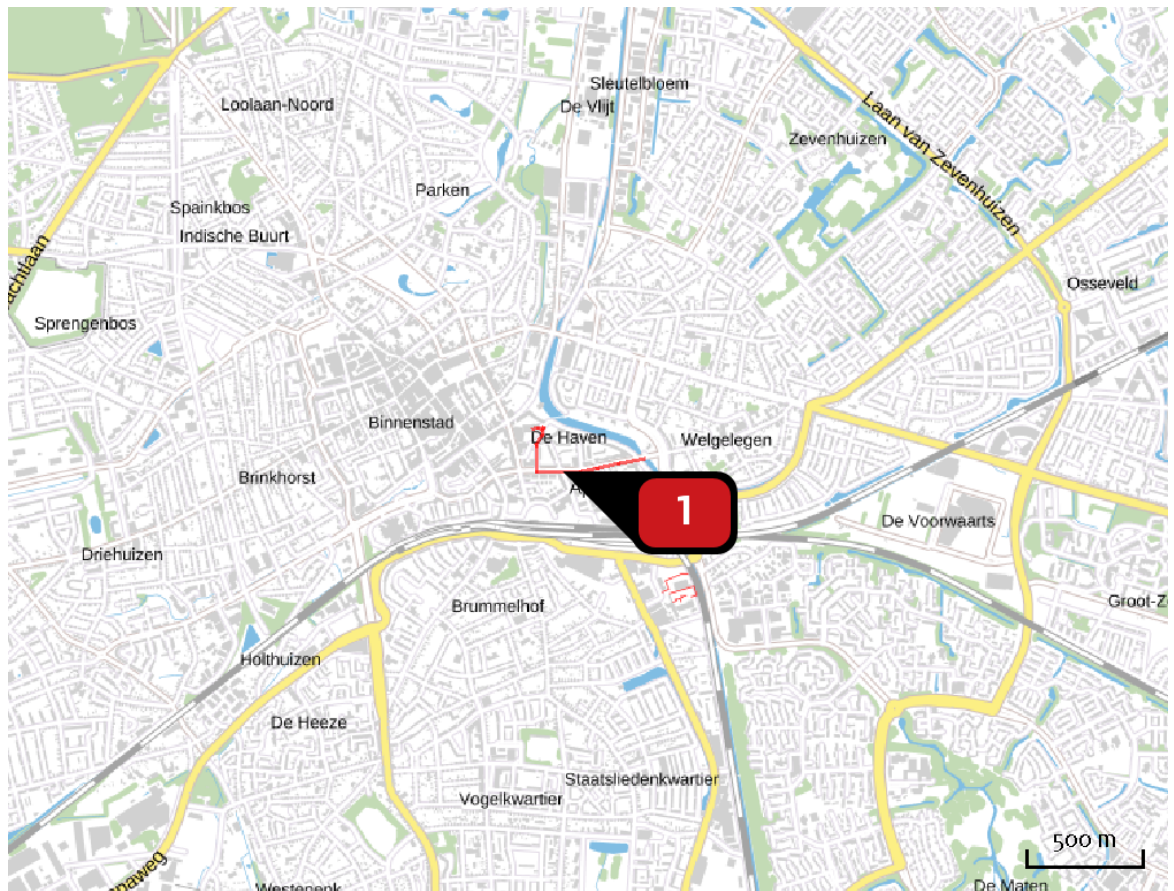 Sleutelbloem
De Vlijt
Loolaan-Noord
Laan van Zevenhuizen
Zevenhuizen
Parken
Spainkbos
Indische Buurt
Osseveld
Sprengenbos
Binnenstad
De Haven
Welgelegen
Brinkhorst
1
De Voorwaarts
Driehuizen
Brummelhof
Holthuizen
De Heeze
Staatsliedenkwartier
Vogelkwartier
500 m
De Maten